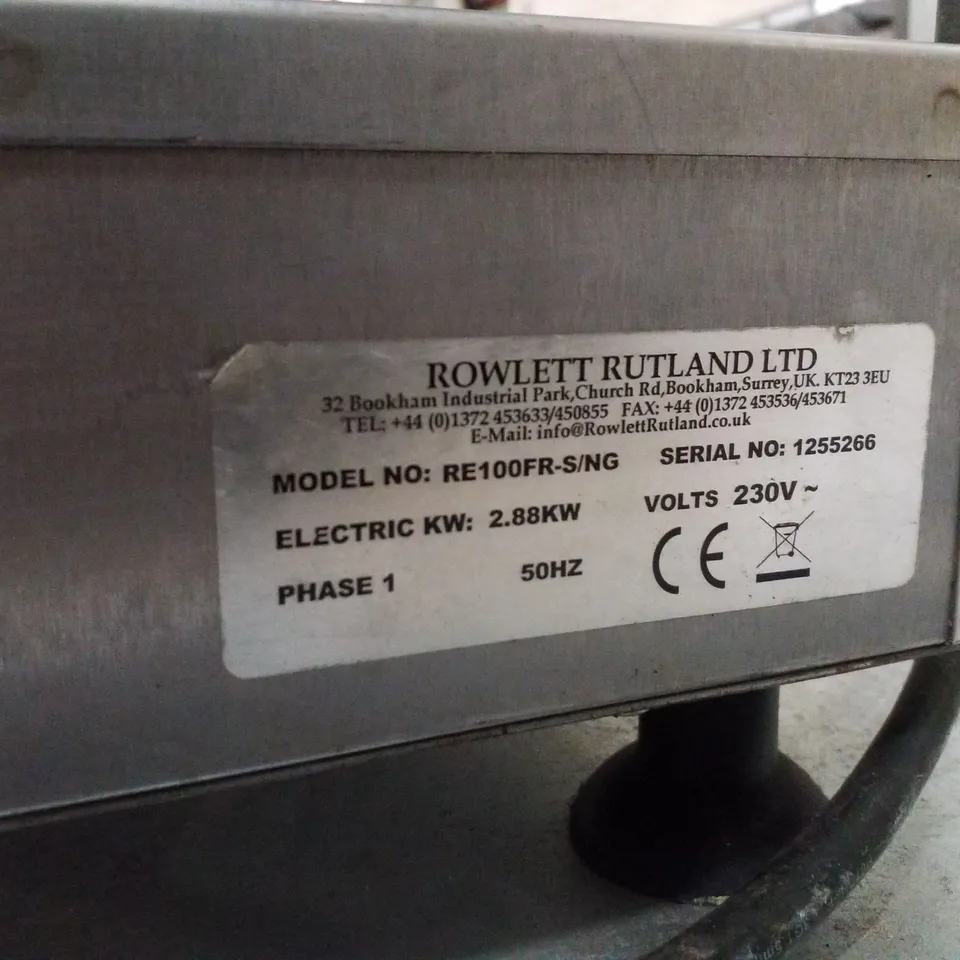 ROWLETT RUTLAND LTD
32 Bookham Industrial Park,Church Rd,Bookham,Surrey,UK. KT23 3EU
TEL: +44 (0)1372 453633/450855 FAX: +44 (0)1372 453536/453671
E-Mail: info@RowlettRutland.co.uk
MODEL NO: RE100FR-S/NG SERIAL NO: 1255266
ELECTRIC KW: 2.88KW VOLTS 230V ~
PHASE 1 50HZ CE